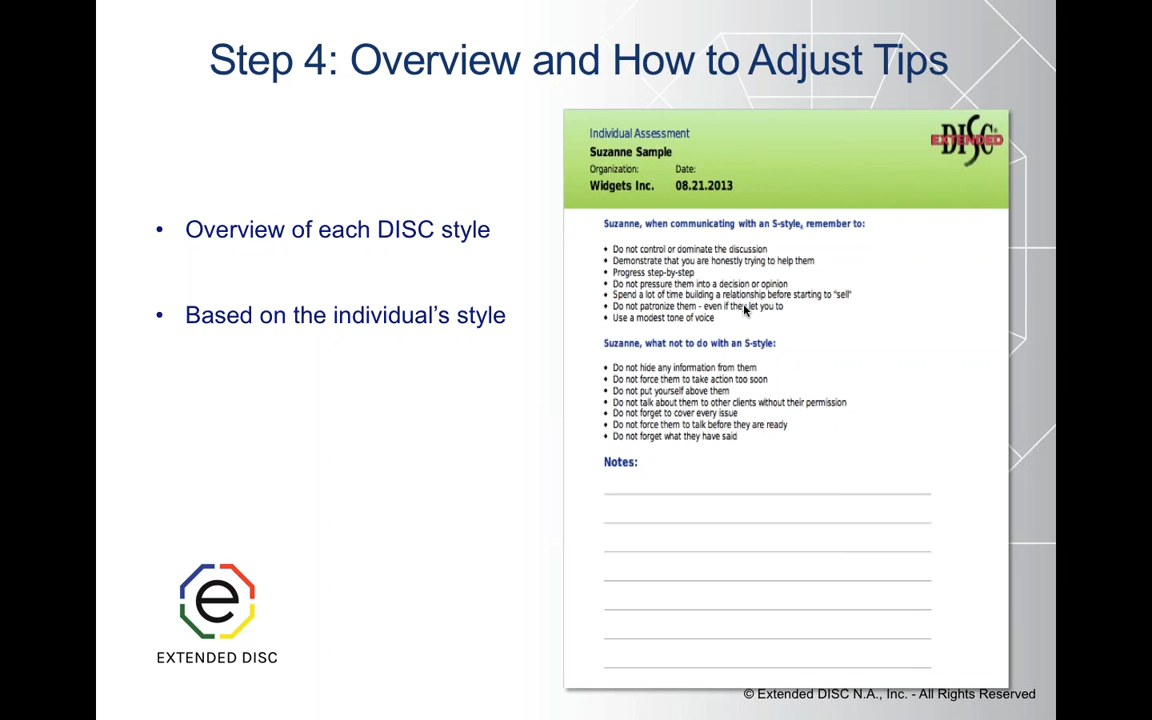 Step 4: Overview and How to Adjust Tips
• Overview of each DISC style
• Based on the individual's style
EXTENDED DISC
Individual Assessment
Suzanne Sample
Organization: Date:
Widgets Inc. 08.21.2013
DISC
EXTENDED
Suzanne, when communicating with an S-style, remember to:
• Do not control or dominate the discussion
• Demonstrate that you are honestly trying to help them
• Progress step-by-step
• Do not pressure them into a decision or opinion
• Spend a lot of time building a relationship before starting to "sell"
• Do not patronize them - even if they let you to
• Use a modest tone of voice
Suzanne, what not to do with an S-style:
• Do not hide any information from them
• Do not force them to take action too soon
• Do not put yourself above them
• Do not talk about them to other clients without their permission
• Do not forget to cover every issue
• Do not force them to talk before they are ready
• Do not forget what they have said
Notes:
© Extended DISC N.A., Inc. - All Rights Reserved